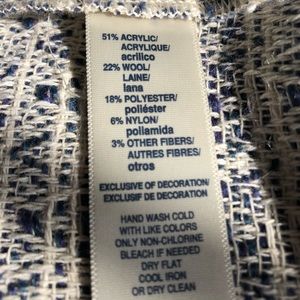 51% ACRYLIC/
ACRYLIQUE/
acrilico
22% WOOL/
LAINE/
lana
18% POLYESTER/
poliéster
6% NYLON/
poliamida
3% OTHER FIBERS/
AUTRES FIBRES/
otros
EXCLUSIVE OF DECORATION/
EXCLUSIF DE DECORATION/
HAND WASH COLD
WITH LIKE COLORS
ONLY NON-CHLORINE
BLEACH IF NEEDED
DRY FLAT
COOL IRON
OR DRY CLEAN